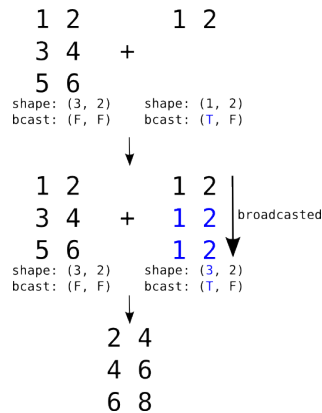 1 2 1 2
3 4 +
5 6
shape: (3, 2) shape: (1, 2)
bcast: (F, F) bcast: (T, F)
1 2 1 2
3 4 + 1 2 broadcasted
5 6 1 2
shape: (3, 2) shape: (3, 2)
bcast: (F, F) bcast: (T, F)
2 4
4 6
6 8